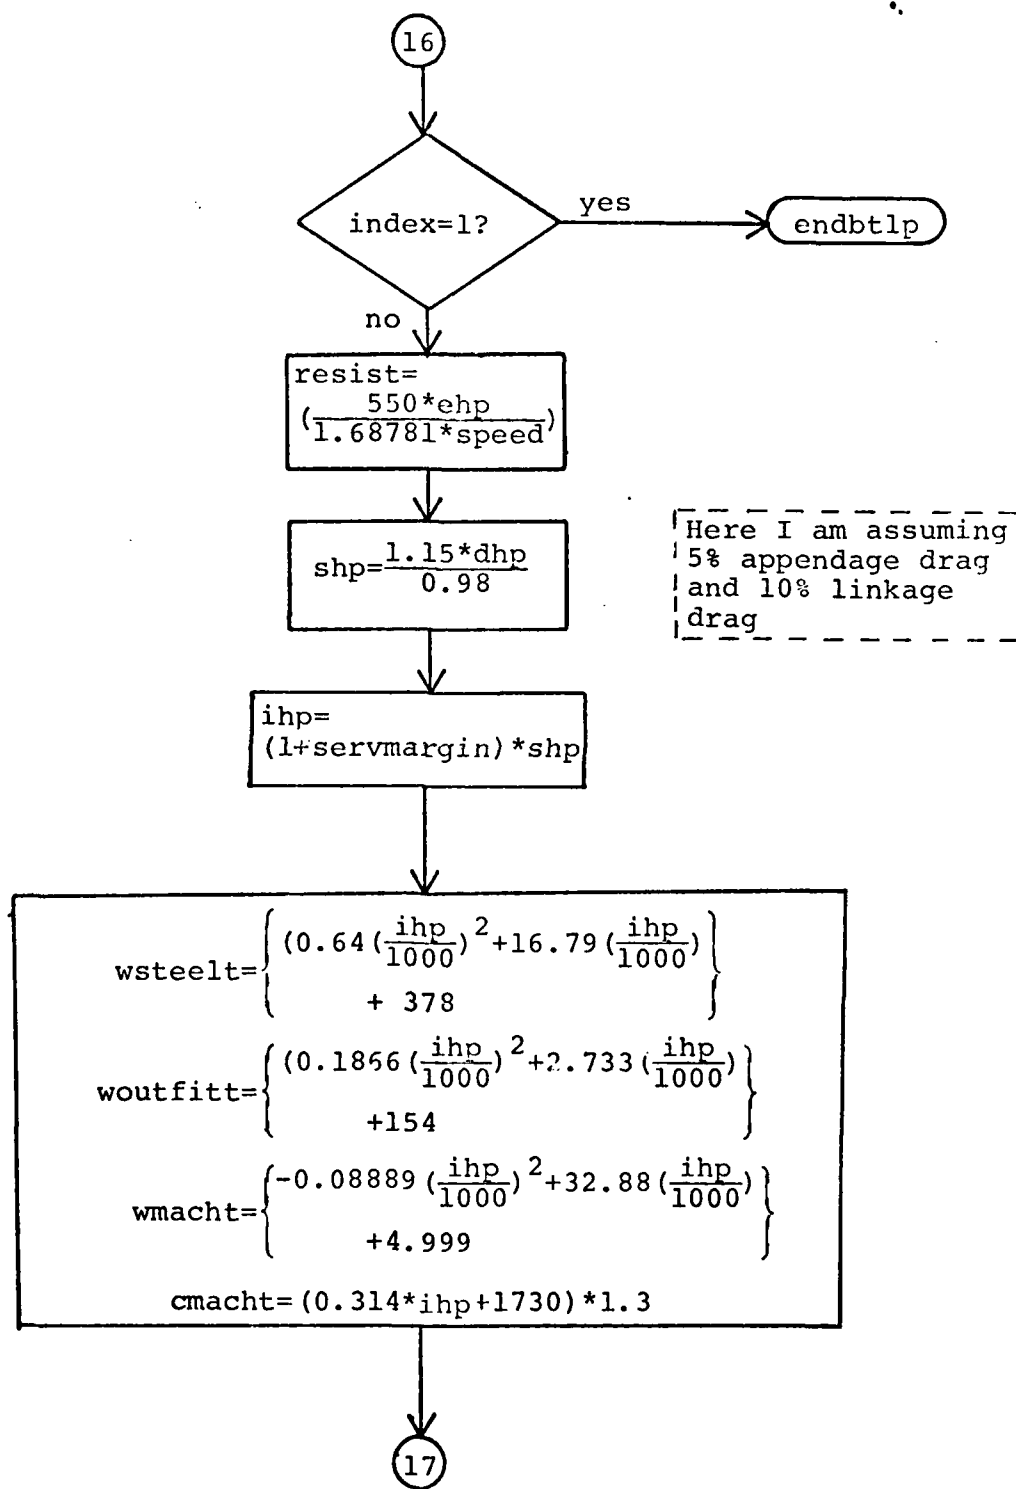 16
index=1?
yes
endbtlp
no
resist=
(550*ehp / 1.68781*speed)
shp= 1.15*dhp / 0.98
Here I am assuming
5% appendage drag
and 10% linkage
drag
ihp=
(1+servmargin)*shp
wsteelt={(0.64(ihp/1000)²+16.79(ihp/1000)
+ 378}
woutfitt={(0.1866(ihp/1000)²+2.733(ihp/1000)
+154}
wmacht={-0.08889(ihp/1000)²+32.88(ihp/1000)
+4.999}
cmacht=(0.314*ihp+1730)*1.3
17